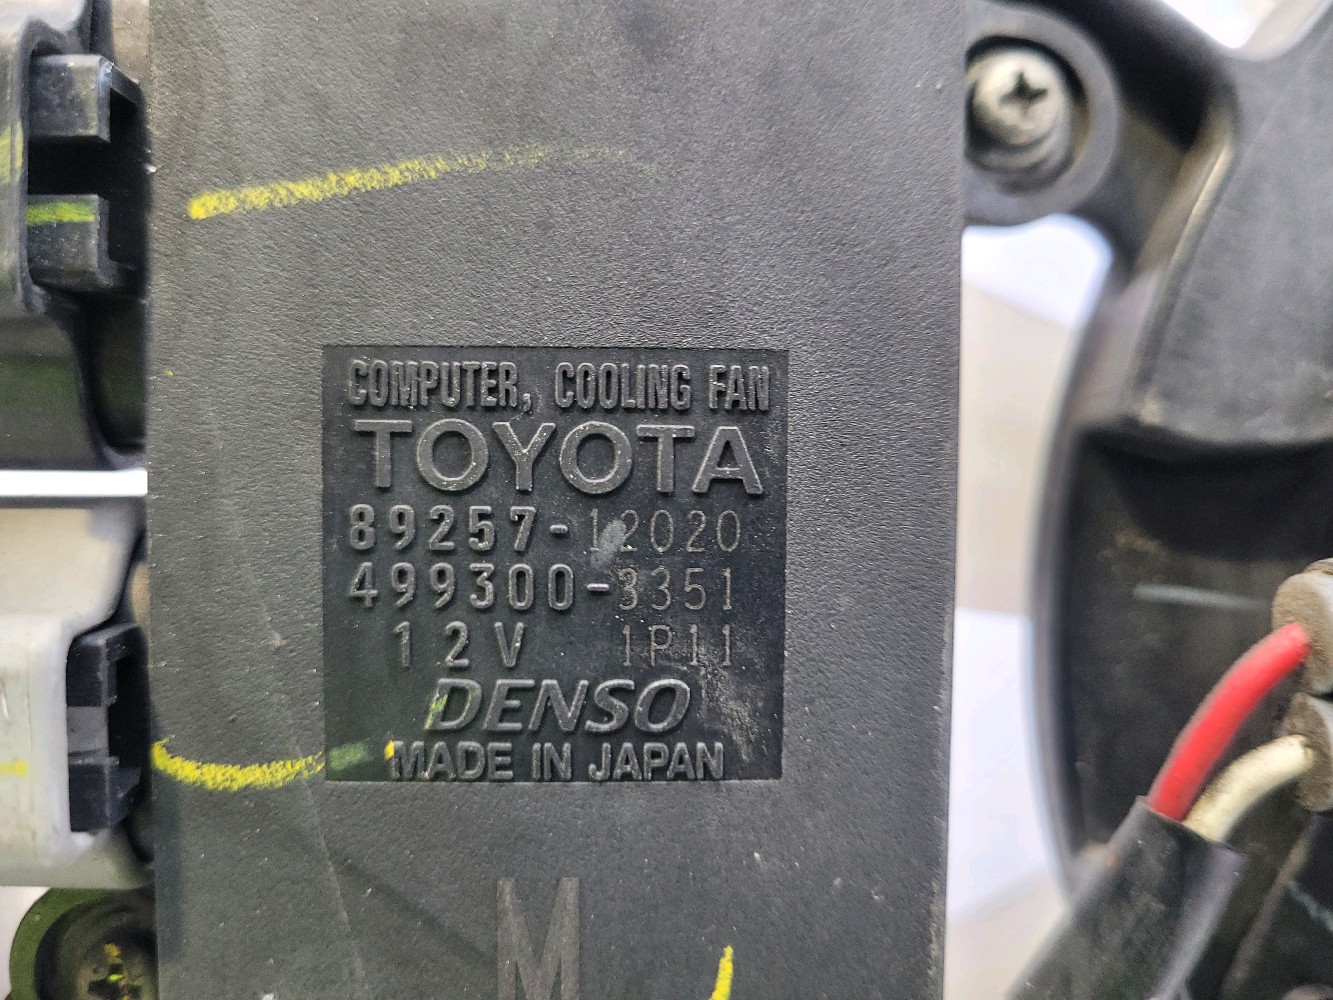 COMPUTER, COOLING FAN
TOYOTA
89257-12020
499300-3351
12V 1P11
DENSO
MADE IN JAPAN
M